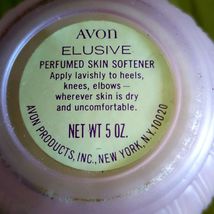 AVON
ELUSIVE
PERFUMED SKIN SOFTENER
Apply lavishly to heels,
knees, elbows—
wherever skin is dry
and uncomfortable.
NET WT 5 OZ.
AVON PRODUCTS, INC., NEW YORK, N.Y. 10020